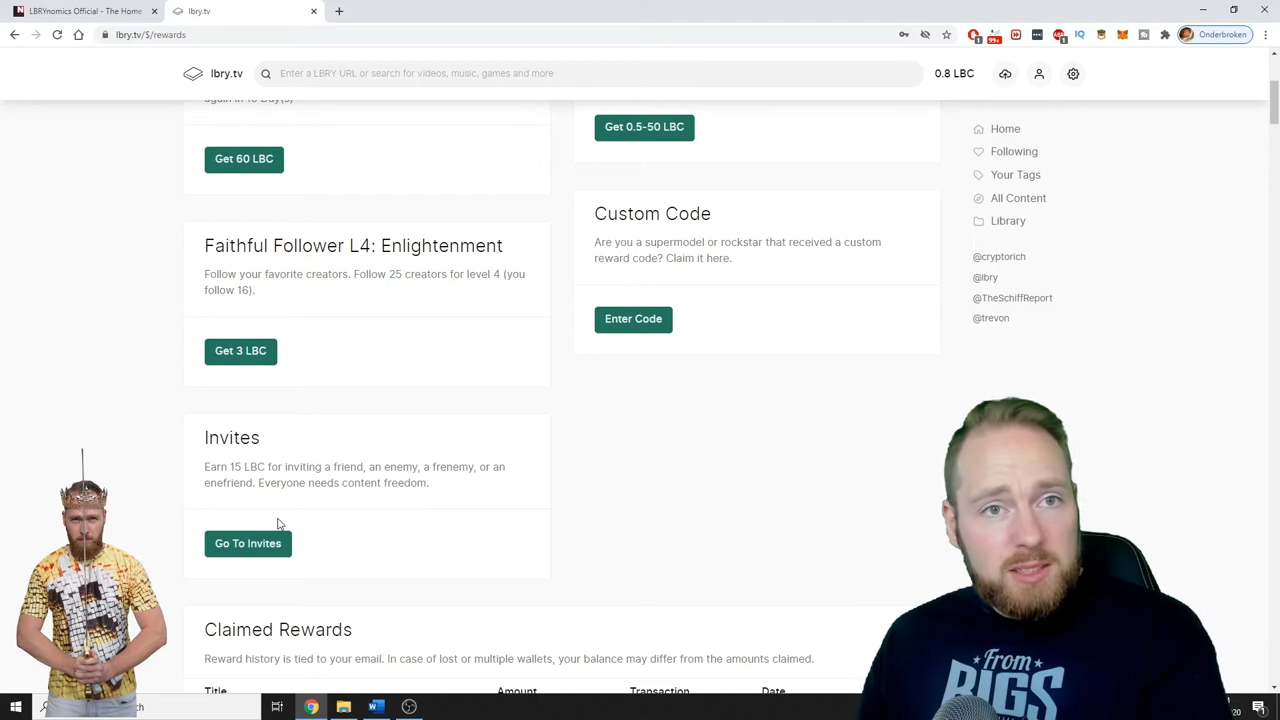 LBRYnomics Official - The Home
lbry.tv
lbry.tv/$/rewards
99+
IQ
Onderbroken
lbry.tv
Enter a LBRY URL or search for videos, music, games and more
0.8 LBC
Get 60 LBC
Get 0.5-50 LBC
Faithful Follower L4: Enlightenment
Follow your favorite creators. Follow 25 creators for level 4 (you
follow 16).
Get 3 LBC
Custom Code
Are you a supermodel or rockstar that received a custom
reward code? Claim it here.
Enter Code
Invites
Earn 15 LBC for inviting a friend, an enemy, a frenemy, or an
enefriend. Everyone needs content freedom.
Go To Invites
Claimed Rewards
Reward history is tied to your email. In case of lost or multiple wallets, your balance may differ from the amounts claimed.
Title Amount Transaction Date
Home
Following
Your Tags
All Content
Library
@cryptorich
@lbry
@TheSchiffReport
@trevon
From